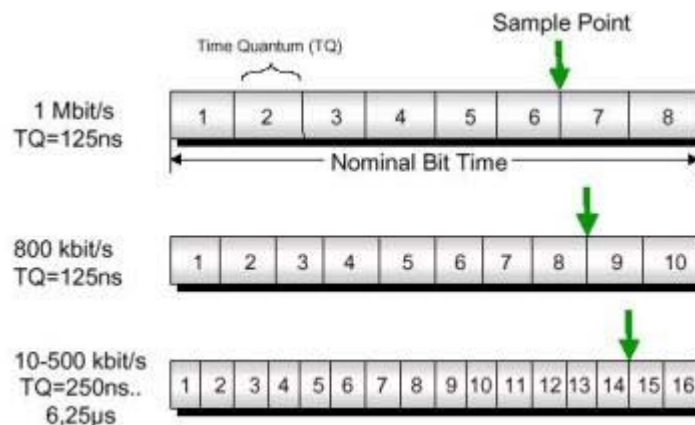 Sample Point
Time Quantum (TQ)
1 Mbit/s
TQ=125ns
1 2 3 4 5 6 7 8
Nominal Bit Time
800 kbit/s
TQ=125ns
1 2 3 4 5 6 7 8 9 10
10-500 kbit/s
TQ=250ns..
6,25µs
1 2 3 4 5 6 7 8 9 10 11 12 13 14 15 16